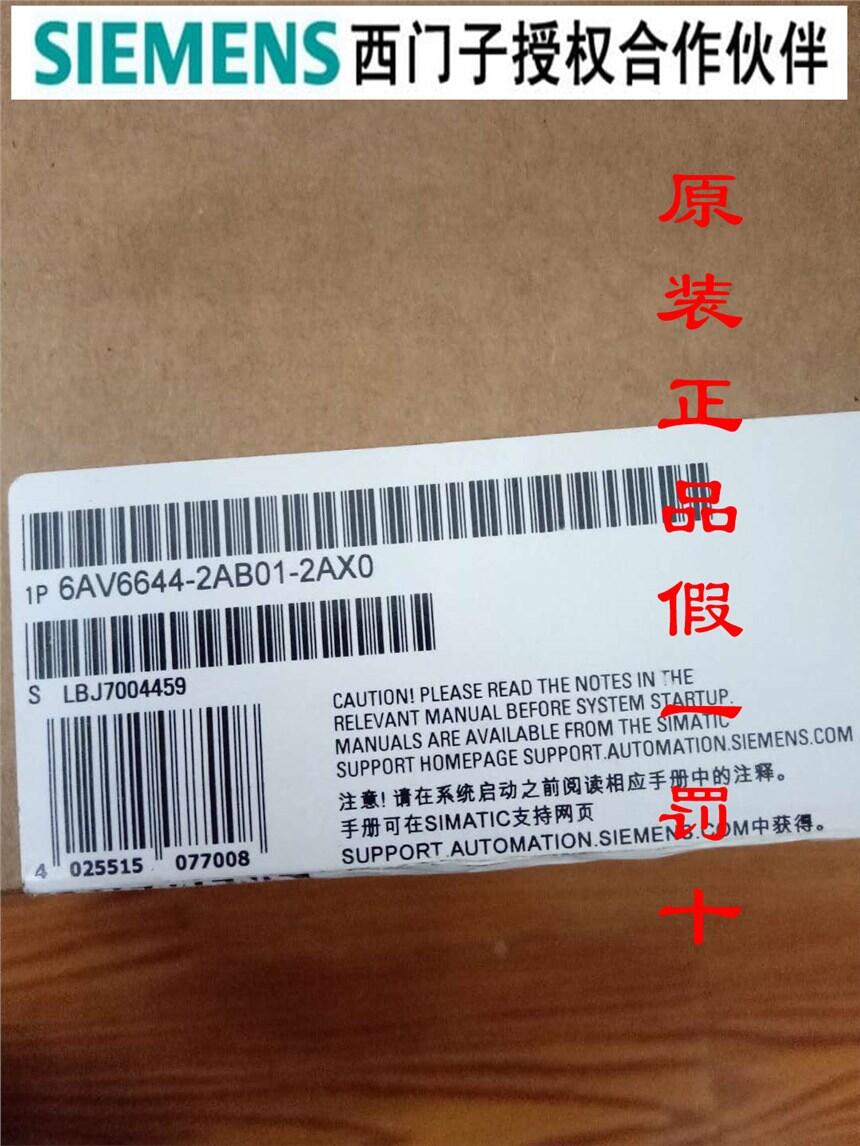 SIEMENS 西门子授权合作伙伴
原装正品假一罚十
1P 6AV6644-2AB01-2AX0
S LBJ7004459
CAUTION! PLEASE READ THE NOTES IN THE
RELEVANT MANUAL BEFORE SYSTEM STARTUP.
MANUALS ARE AVAILABLE FROM THE SIMATIC
SUPPORT HOMEPAGE SUPPORT.AUTOMATION.SIEMENS.COM
注意! 请在系统启动之前阅读相应手册中的注释。
手册可在SIMATIC支持网页
SUPPORT.AUTOMATION.SIEMENS.COM中获得。
4 025515 077008